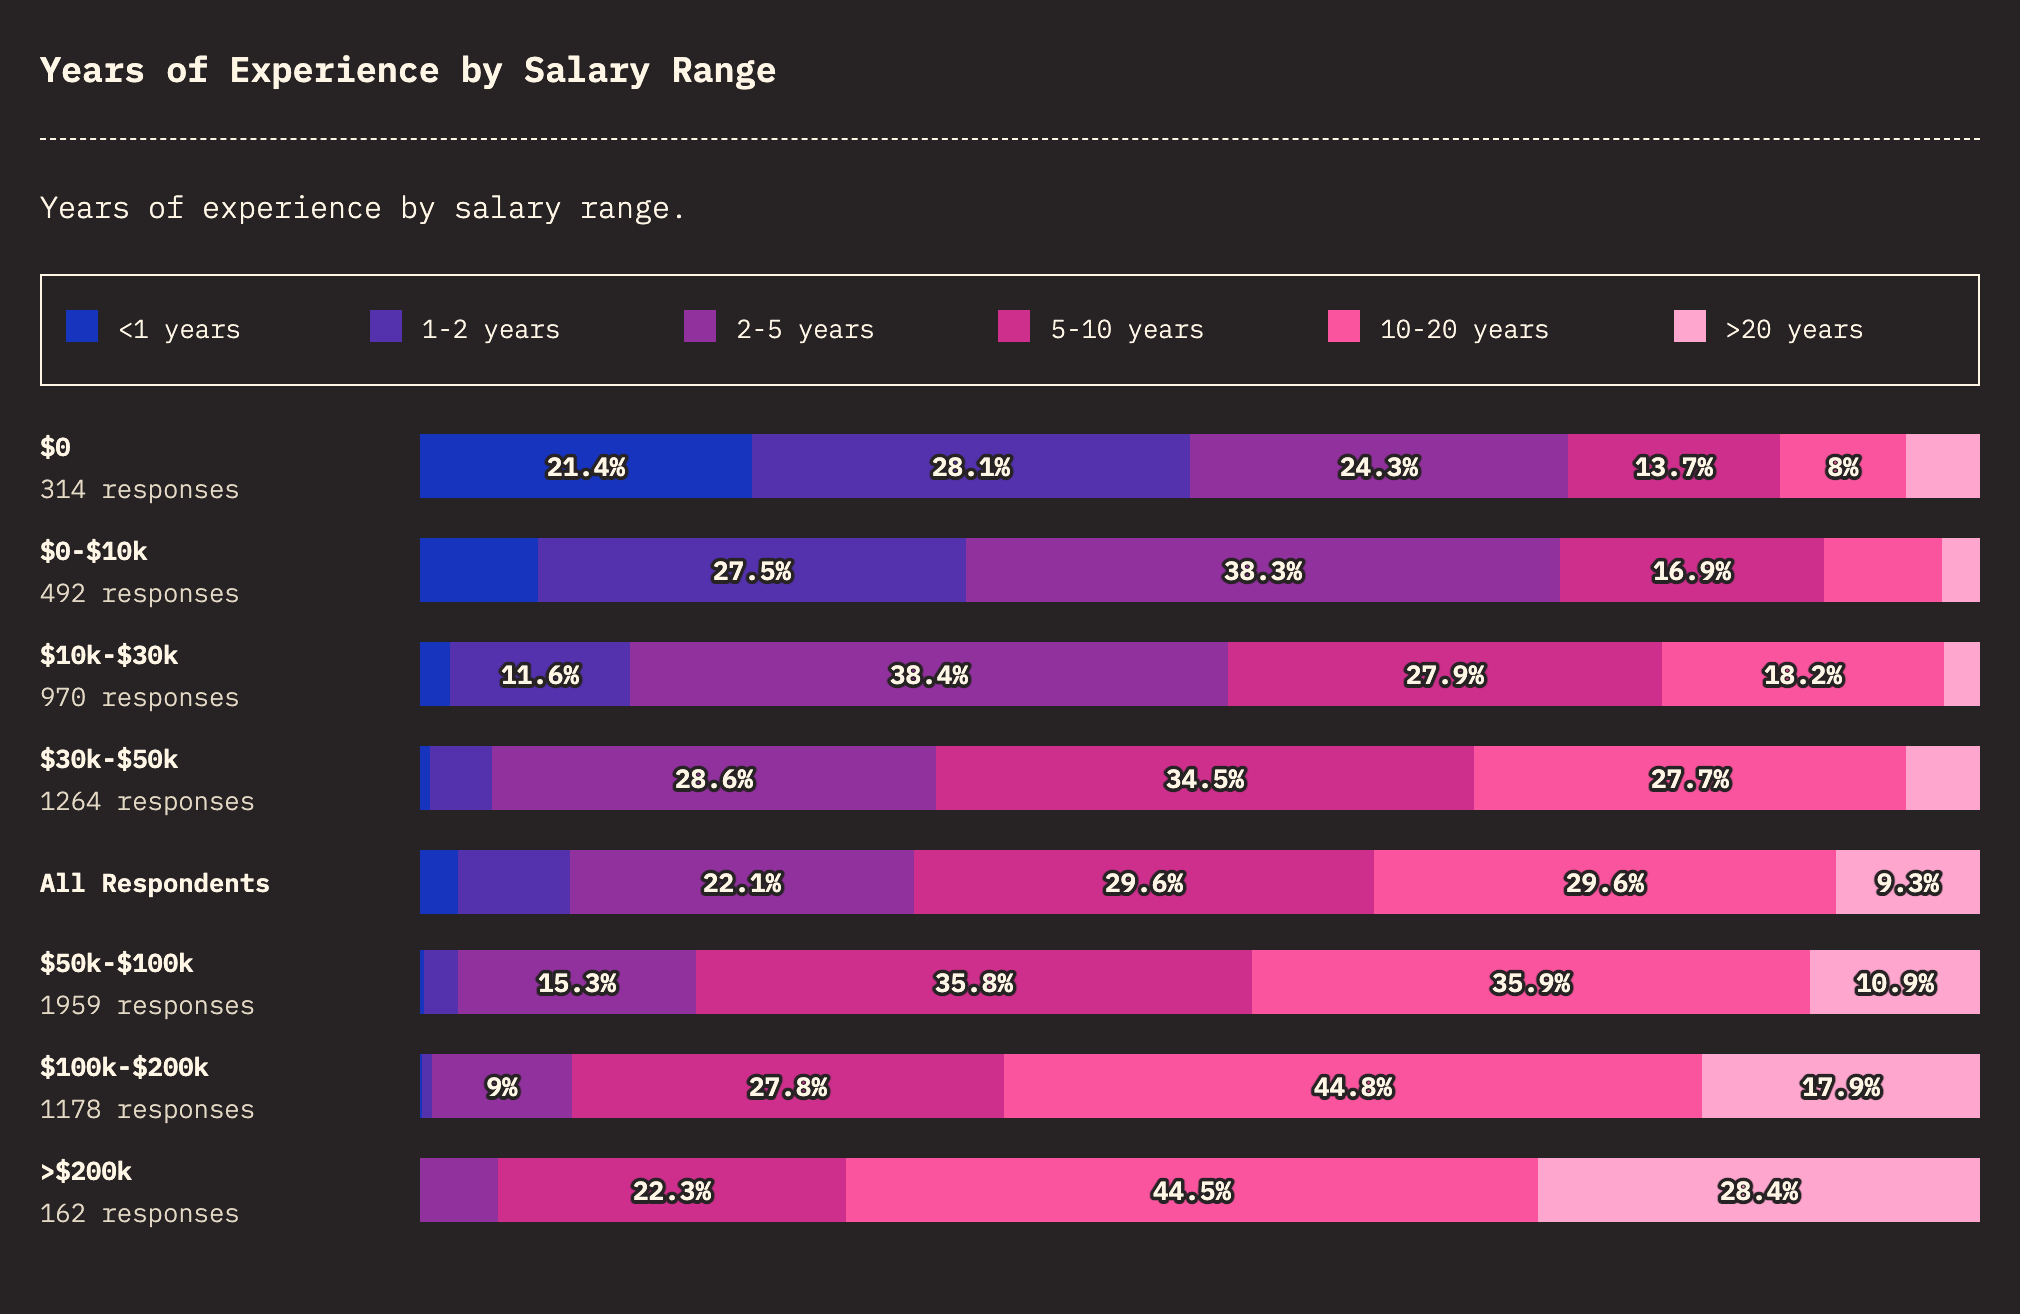 Years of Experience by Salary Range
Years of experience by salary range.
<1 years 1-2 years 2-5 years 5-10 years 10-20 years >20 years
$0
314 responses
21.4% 28.1% 24.3% 13.7% 8%
$0-$10k
492 responses
27.5% 38.3% 16.9%
$10k-$30k
970 responses
11.6% 38.4% 27.9% 18.2%
$30k-$50k
1264 responses
28.6% 34.5% 27.7%
All Respondents
22.1% 29.6% 29.6% 9.3%
$50k-$100k
1959 responses
15.3% 35.8% 35.9% 10.9%
$100k-$200k
1178 responses
9% 27.8% 44.8% 17.9%
>$200k
162 responses
22.3% 44.5% 28.4%